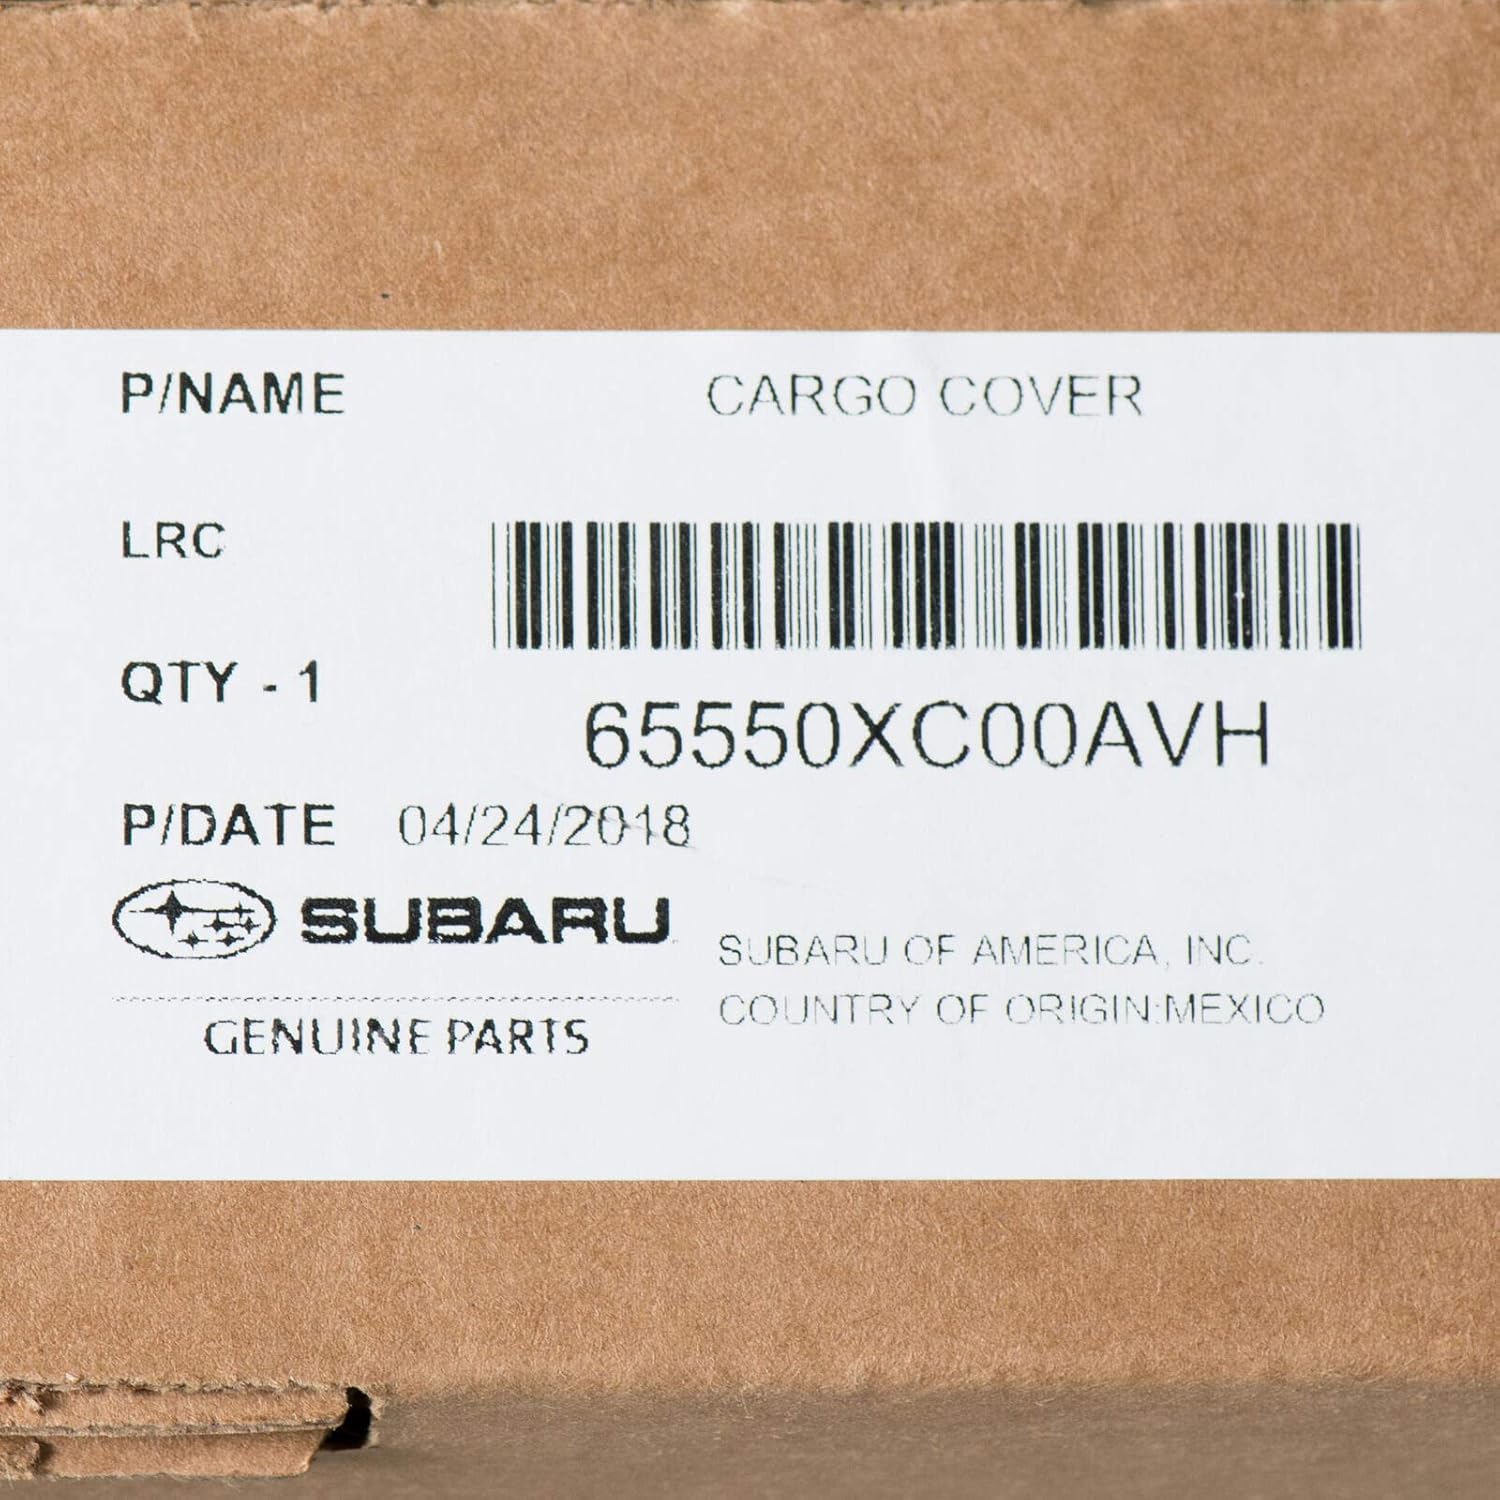 P/NAME CARGO COVER
LRC
QTY - 1
65550XC00AVH
P/DATE 04/24/2018
SUBARU
GENUINE PARTS
SUBARU OF AMERICA, INC.
COUNTRY OF ORIGIN:MEXICO